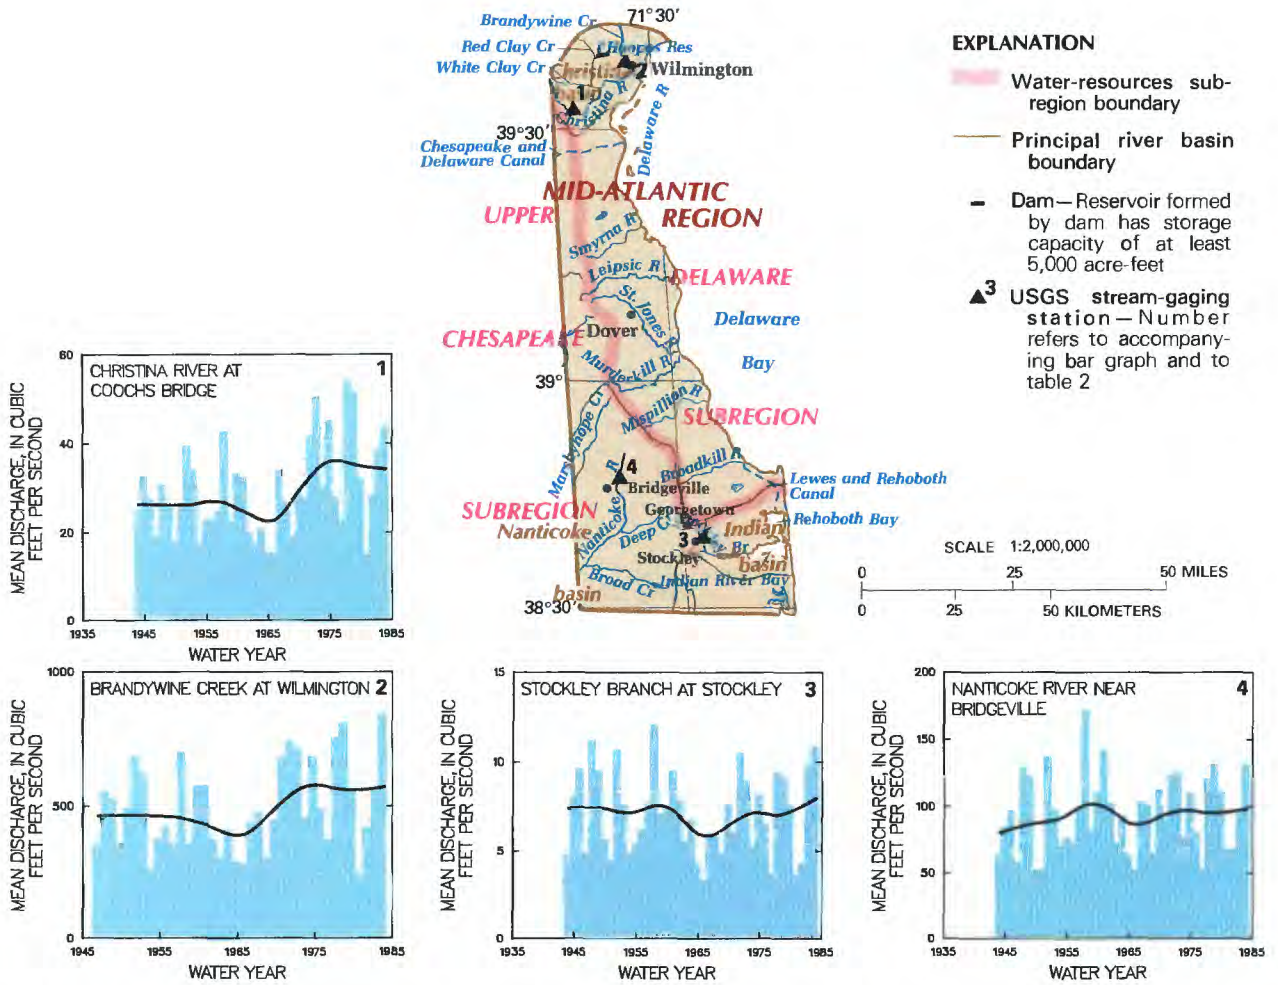 Brandywine Cr
71°30'
Red Clay Cr
Hoopes Res
White Clay Cr
Christina
basin
2
Wilmington
1
Christina R
Delaware R
39°30'
Chesapeake and
Delaware Canal
MID-ATLANTIC
REGION
UPPER
Smyrna R
Leipsic R
DELAWARE
St. Jones R
Delaware
Bay
Dover
CHESAPEAKE
Murderkill R
39°
Mispillion R
SUBREGION
Marshyhope Cr
4
Broadkill R
Bridgeville
Lewes and Rehoboth
Canal
Georgetown
SUBREGION
Nanticoke
Nanticoke R
Deep Cr
Indian
Rehoboth Bay
3
Br
Stockley
basin
Broad Cr
Indian River Bay
basin
38°30'
EXPLANATION
Water-resources sub-
region boundary
Principal river basin
boundary
Dam—Reservoir formed
by dam has storage
capacity of at least
5,000 acre-feet
3 USGS stream-gaging
station—Number
refers to accompany-
ing bar graph and to
table 2
SCALE 1:2,000,000
0 25 50 MILES
0 25 50 KILOMETERS
CHRISTINA RIVER AT 1
COOCHS BRIDGE
MEAN DISCHARGE, IN CUBIC
FEET PER SECOND
60
40
20
0
1935 1945 1955 1965 1975 1985
WATER YEAR
BRANDYWINE CREEK AT WILMINGTON 2
MEAN DISCHARGE, IN CUBIC
FEET PER SECOND
1000
500
0
1945 1955 1965 1975 1985
WATER YEAR
STOCKLEY BRANCH AT STOCKLEY 3
MEAN DISCHARGE, IN CUBIC
FEET PER SECOND
15
10
5
0
1935 1945 1955 1965 1975 1985
WATER YEAR
NANTICOKE RIVER NEAR 4
BRIDGEVILLE
MEAN DISCHARGE, IN CUBIC
FEET PER SECOND
200
150
100
50
0
1935 1945 1955 1965 1975 1985
WATER YEAR